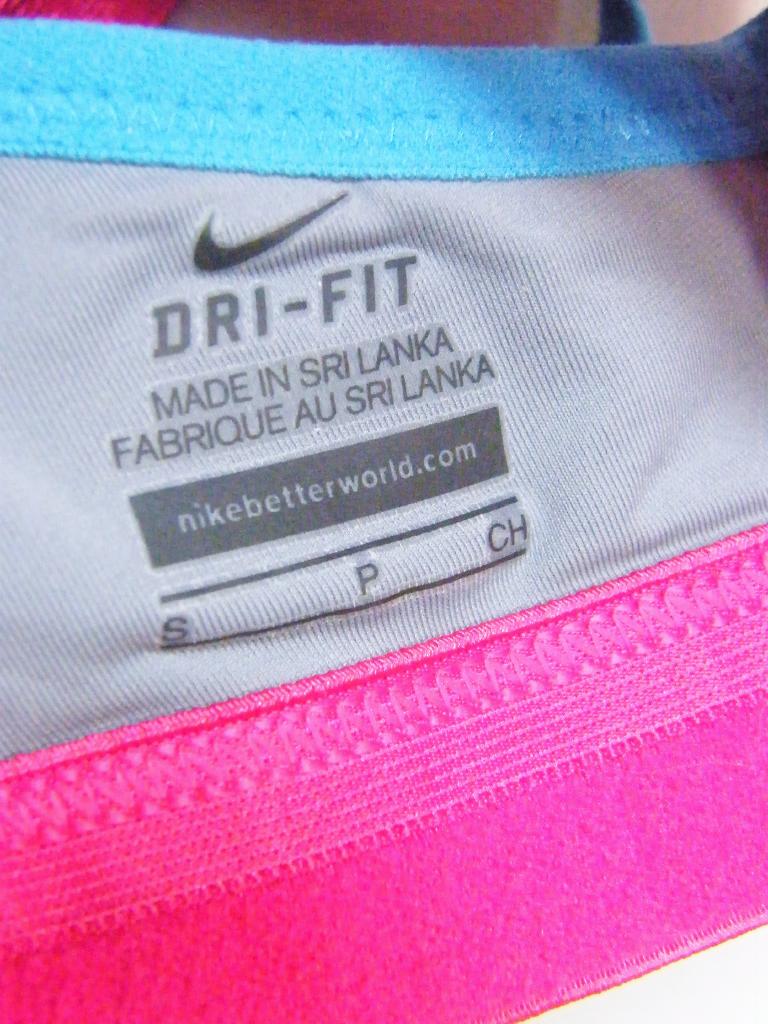 DRI-FIT
MADE IN SRI LANKA
FABRIQUE AU SRI LANKA
nikebetterworld.com
S P CH